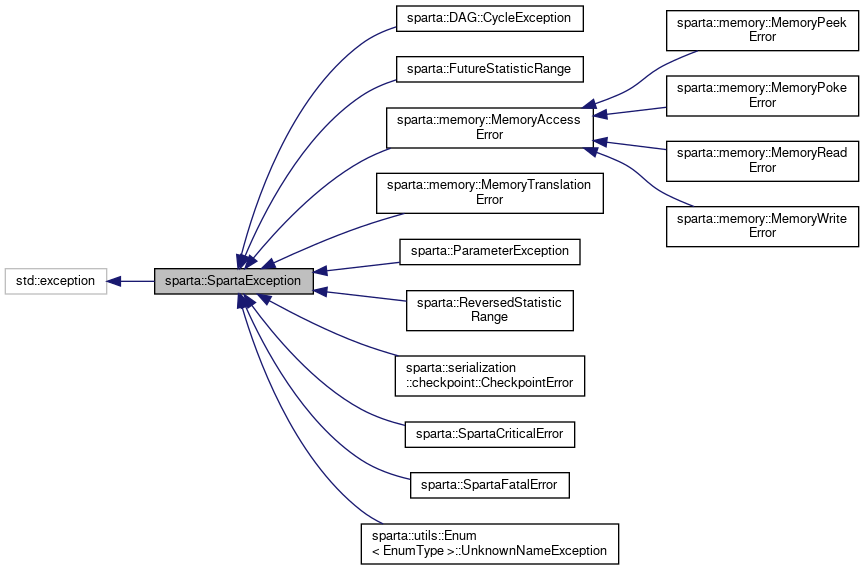 std::exception
sparta::SpartaException
sparta::DAG::CycleException
sparta::FutureStatisticRange
sparta::memory::MemoryAccess
Error
sparta::memory::MemoryTranslation
Error
sparta::ParameterException
sparta::ReversedStatistic
Range
sparta::serialization
::checkpoint::CheckpointError
sparta::SpartaCriticalError
sparta::SpartaFatalError
sparta::utils::Enum
< EnumType >::UnknownNameException
sparta::memory::MemoryPeek
Error
sparta::memory::MemoryPoke
Error
sparta::memory::MemoryRead
Error
sparta::memory::MemoryWrite
Error